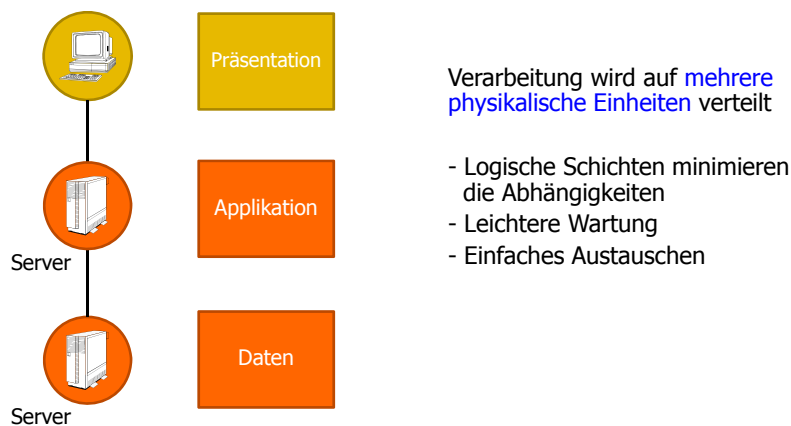 Präsentation
Applikation
Server
Daten
Server
Verarbeitung wird auf mehrere
physikalische Einheiten verteilt
- Logische Schichten minimieren
die Abhängigkeiten
- Leichtere Wartung
- Einfaches Austauschen